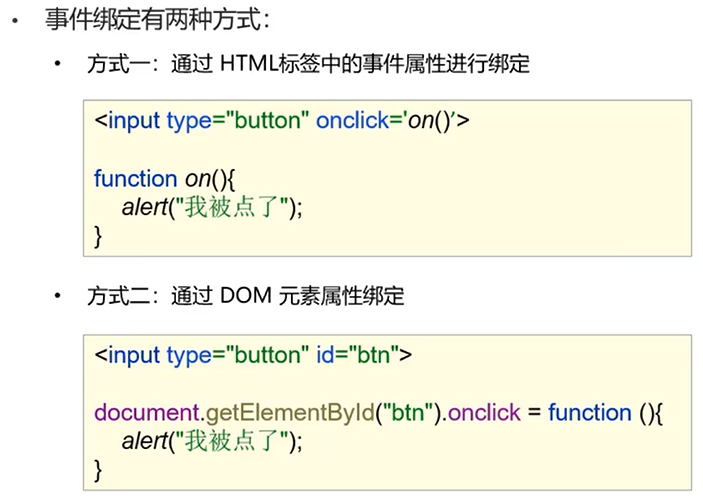 • 事件绑定有两种方式：
• 方式一：通过 HTML标签中的事件属性进行绑定
<input type="button" onclick='on()'>
function on(){
alert("我被点了");
}
• 方式二：通过 DOM 元素属性绑定
<input type="button" id="btn">
document.getElementById("btn").onclick = function (){
alert("我被点了");
}